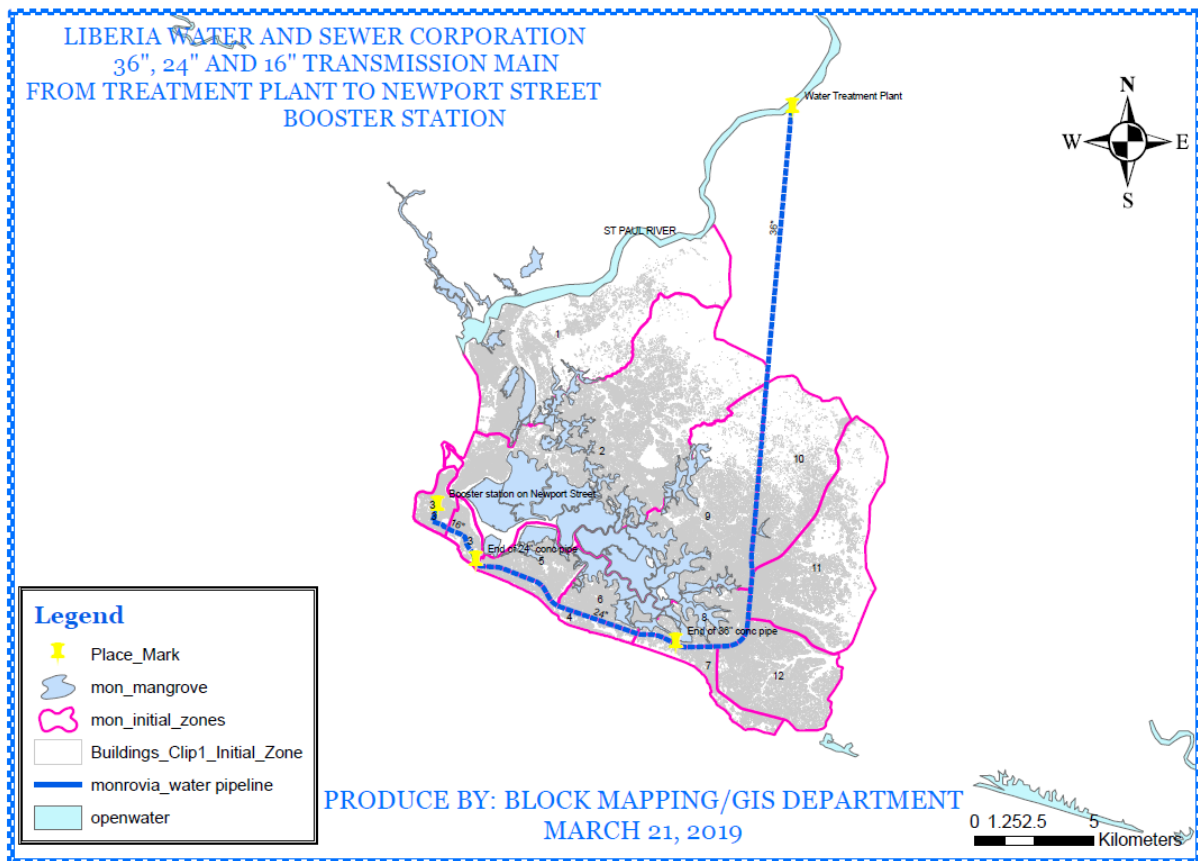 LIBERIA WATER AND SEWER CORPORATION
36", 24" AND 16" TRANSMISSION MAIN
FROM TREATMENT PLANT TO NEWPORT STREET
BOOSTER STATION
Water Treatment Plant
N
W E
S
ST PAUL RIVER
36"
1
2
10
Booster station on Newport Street
3
16"
3
End of 24" conc pipe
5
9
11
6
24"
4
8
End of 36" conc pipe
7
12
Legend
Place_Mark
mon_mangrove
mon_initial_zones
Buildings_Clip1_Initial_Zone
monrovia_water pipeline
openwater
PRODUCE BY: BLOCK MAPPING/GIS DEPARTMENT
MARCH 21, 2019
0 1.252.5 5
Kilometers